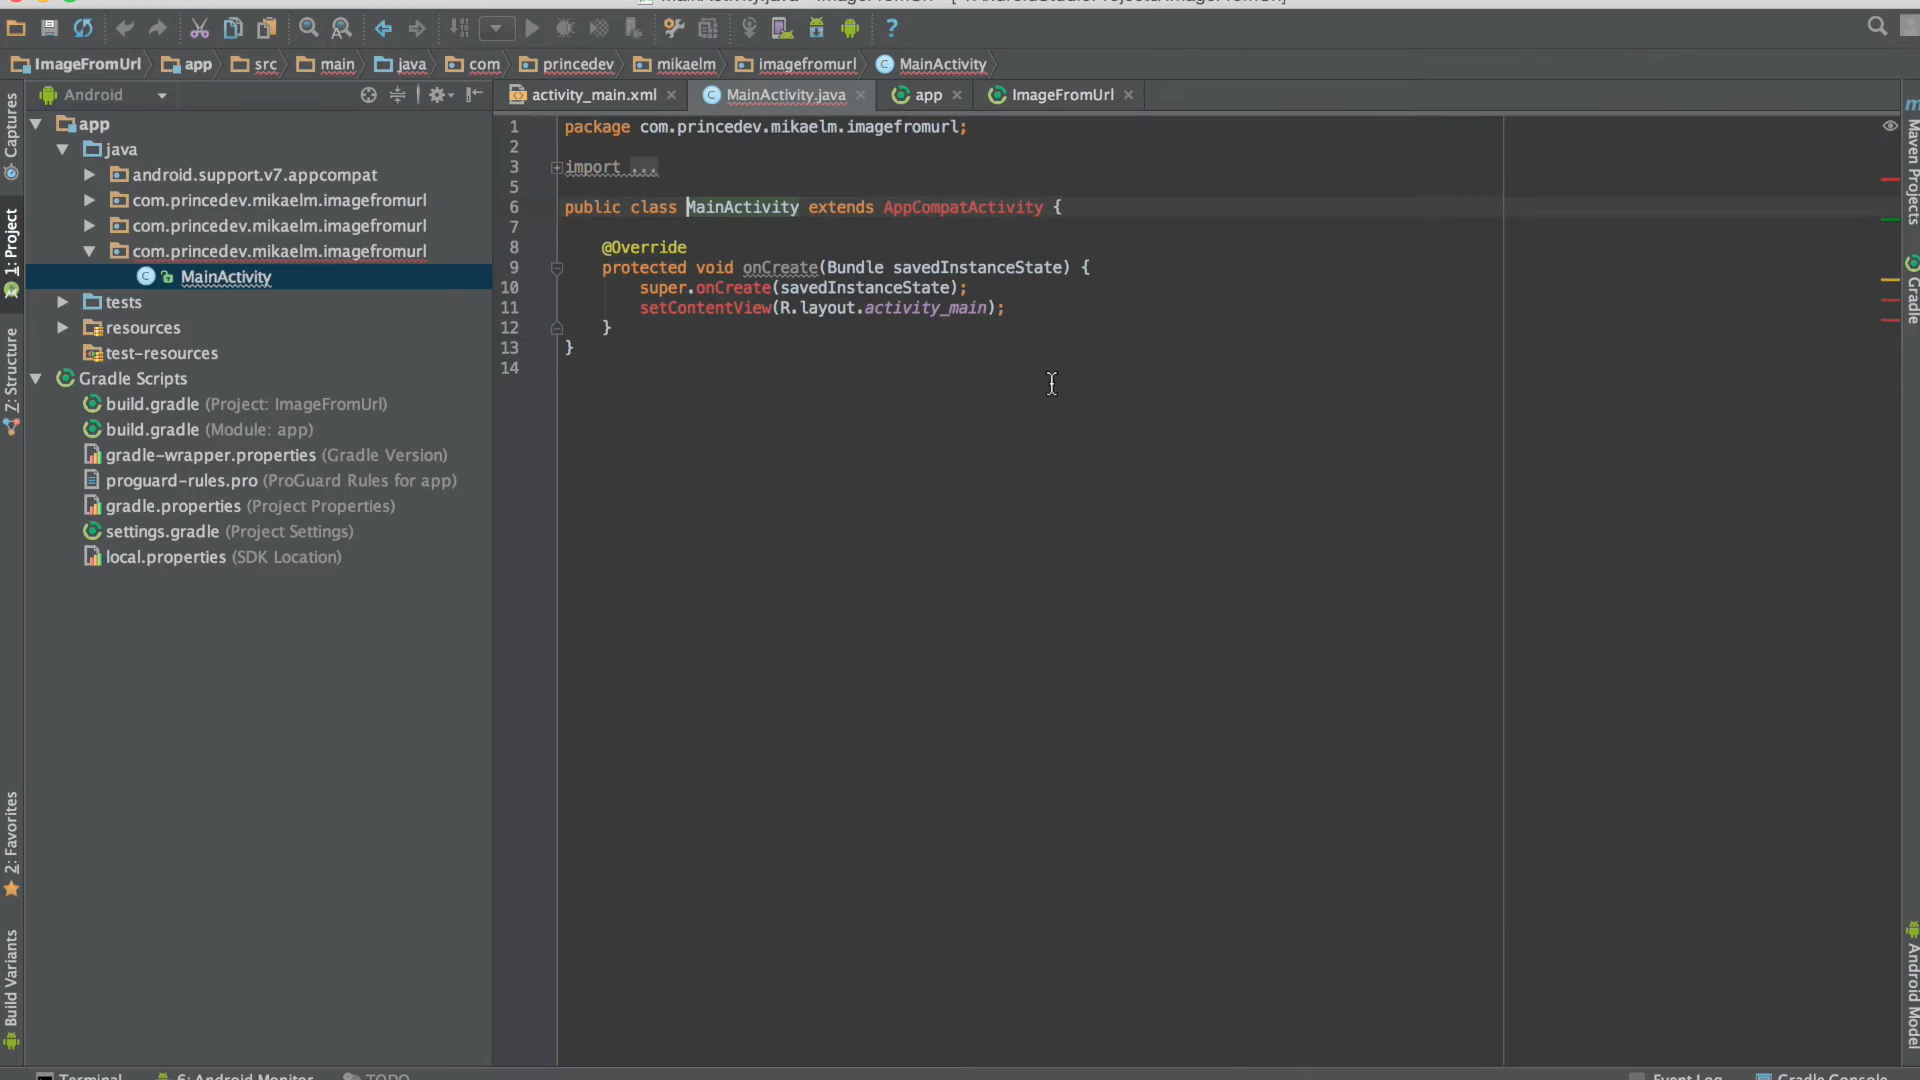 ImageFromUrl app src main java com princedev mikaelm imagefromurl MainActivity
Android
activity_main.xml MainActivity.java app ImageFromUrl
app
java
android.support.v7.appcompat
com.princedev.mikaelm.imagefromurl
com.princedev.mikaelm.imagefromurl
com.princedev.mikaelm.imagefromurl
MainActivity
tests
resources
test-resources
Gradle Scripts
build.gradle (Project: ImageFromUrl)
build.gradle (Module: app)
gradle-wrapper.properties (Gradle Version)
proguard-rules.pro (ProGuard Rules for app)
gradle.properties (Project Properties)
settings.gradle (Project Settings)
local.properties (SDK Location)
Captures
1: Project
Z: Structure
2: Favorites
Build Variants
1 package com.princedev.mikaelm.imagefromurl;
2
3 import ...
5
6 public class MainActivity extends AppCompatActivity {
7
8 @Override
9 protected void onCreate(Bundle savedInstanceState) {
10 super.onCreate(savedInstanceState);
11 setContentView(R.layout.activity_main);
12 }
13 }
14
Maven Projects
Gradle
Android Model
Terminal 6: Android Monitor TODO
Event Log Gradle Console